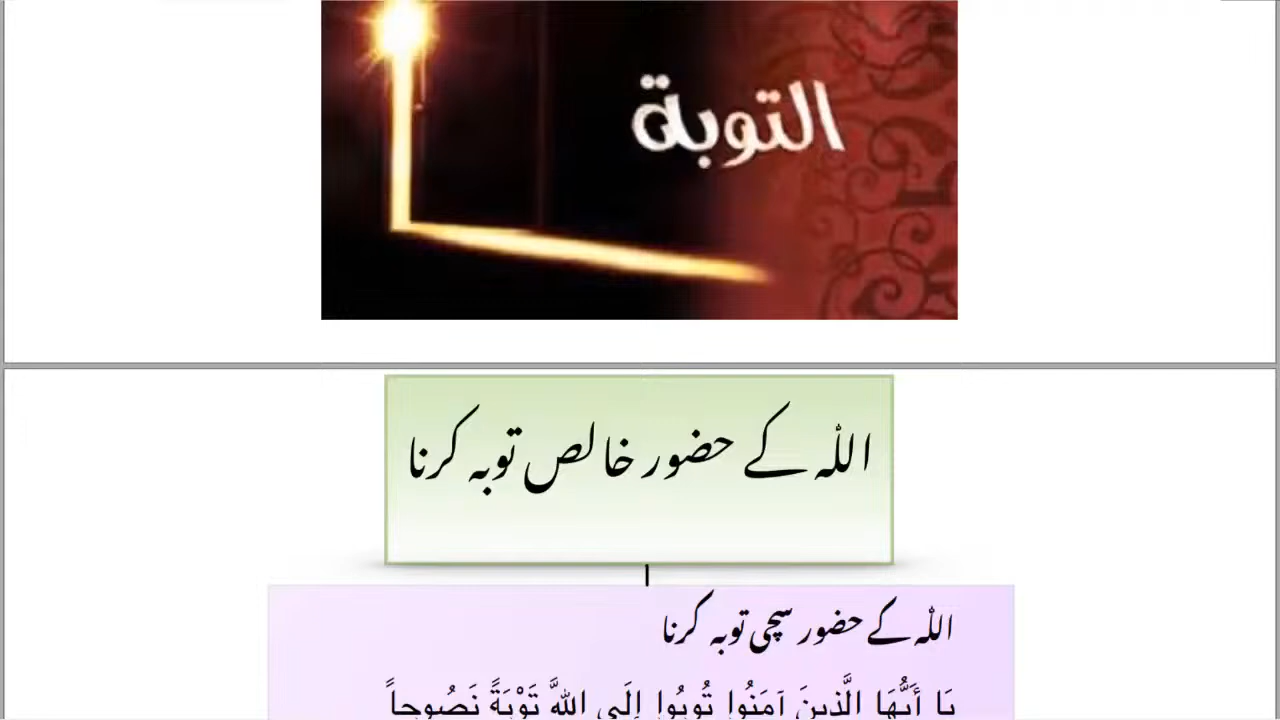 التوبة
اللہ کے حضور خالص توبہ کرنا
اللہ کے حضور سچی توبہ کرنا
يَا أَيُّهَا الَّذِينَ آمَنُوا تُوبُوا إِلَى اللَّهِ تَوْبَةً نَصُوحاً